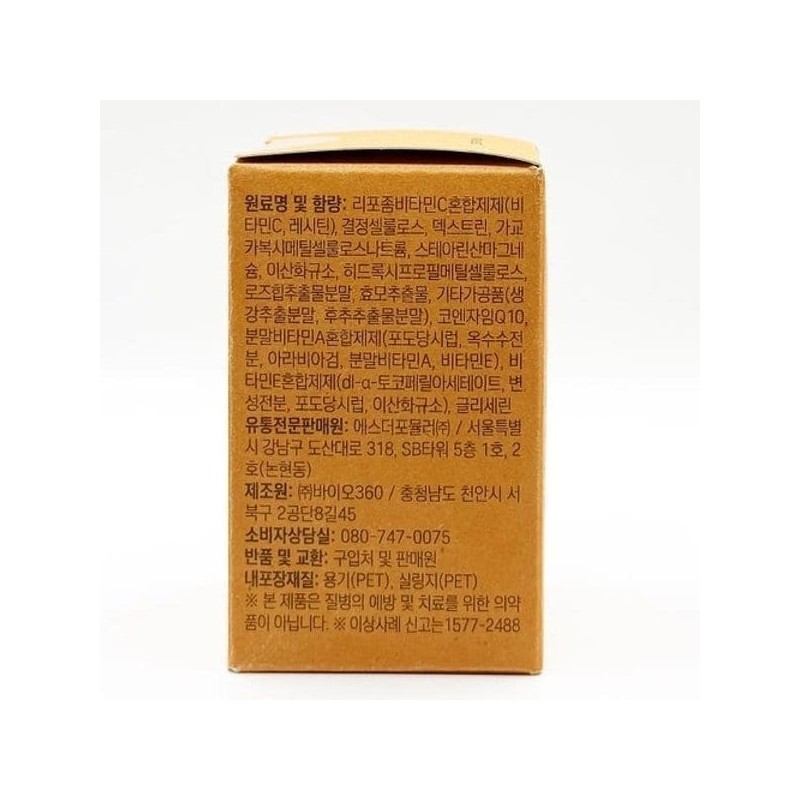 원료명 및 함량: 리포좀비타민C혼합제제(비
타민C, 레시틴), 결정셀룰로스, 덱스트린, 가교
카복시메틸셀룰로스나트륨, 스테아린산마그네
슘, 이산화규소, 히드록시프로필메틸셀룰로스,
로즈힙추출물분말, 효모추출물, 기타가공품(생
강추출분말, 후추추출물분말), 코엔자임Q10,
분말비타민A혼합제제(포도당시럽, 옥수수전
분, 아라비아검, 분말비타민A, 비타민E), 비
타민E혼합제제(dl-α-토코페릴아세테이트, 변
성전분, 포도당시럽, 이산화규소), 글리세린
유통전문판매원: 에스더포뮬러㈜ / 서울특별
시 강남구 도산대로 318, SB타워 5층 1호, 2
호(논현동)
제조원: ㈜바이오360 / 충청남도 천안시 서
북구 2공단8길45
소비자상담실: 080-747-0075
반품 및 교환: 구입처 및 판매원
내포장재질: 용기(PET), 실링지(PET)
※ 본 제품은 질병의 예방 및 치료를 위한 의약
품이 아닙니다. ※ 이상사례 신고는1577-2488